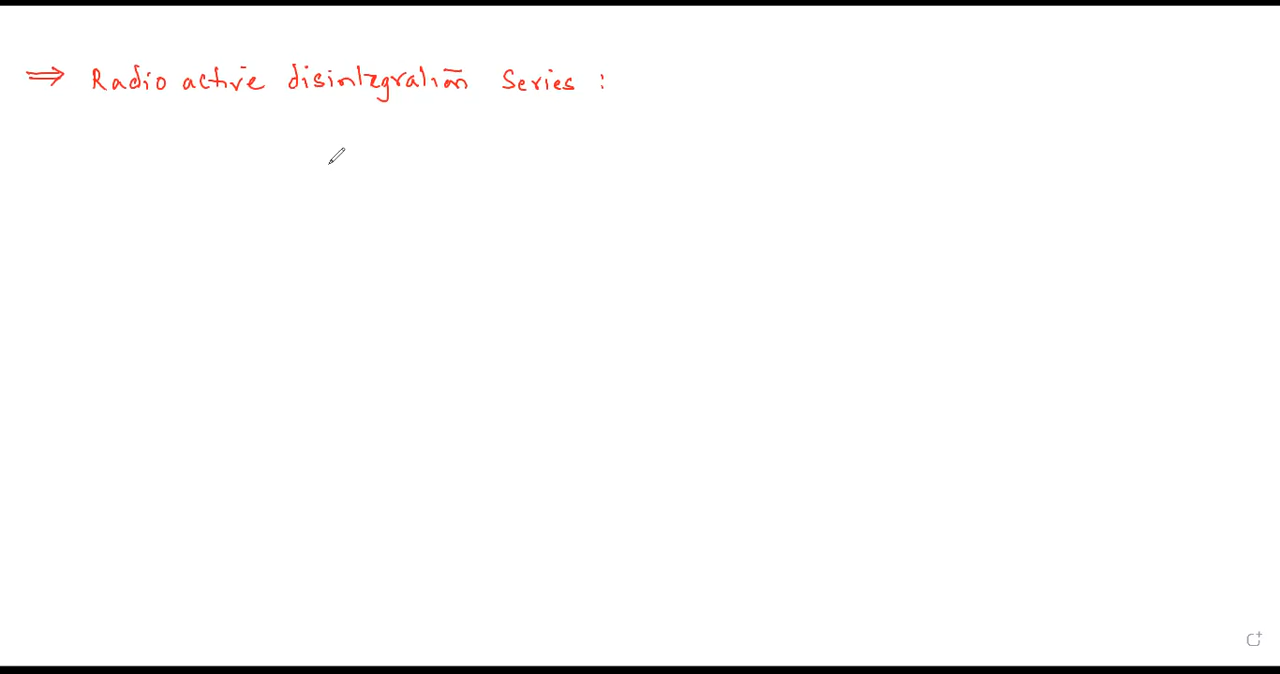 ⇒ Radio active disintegration Series :